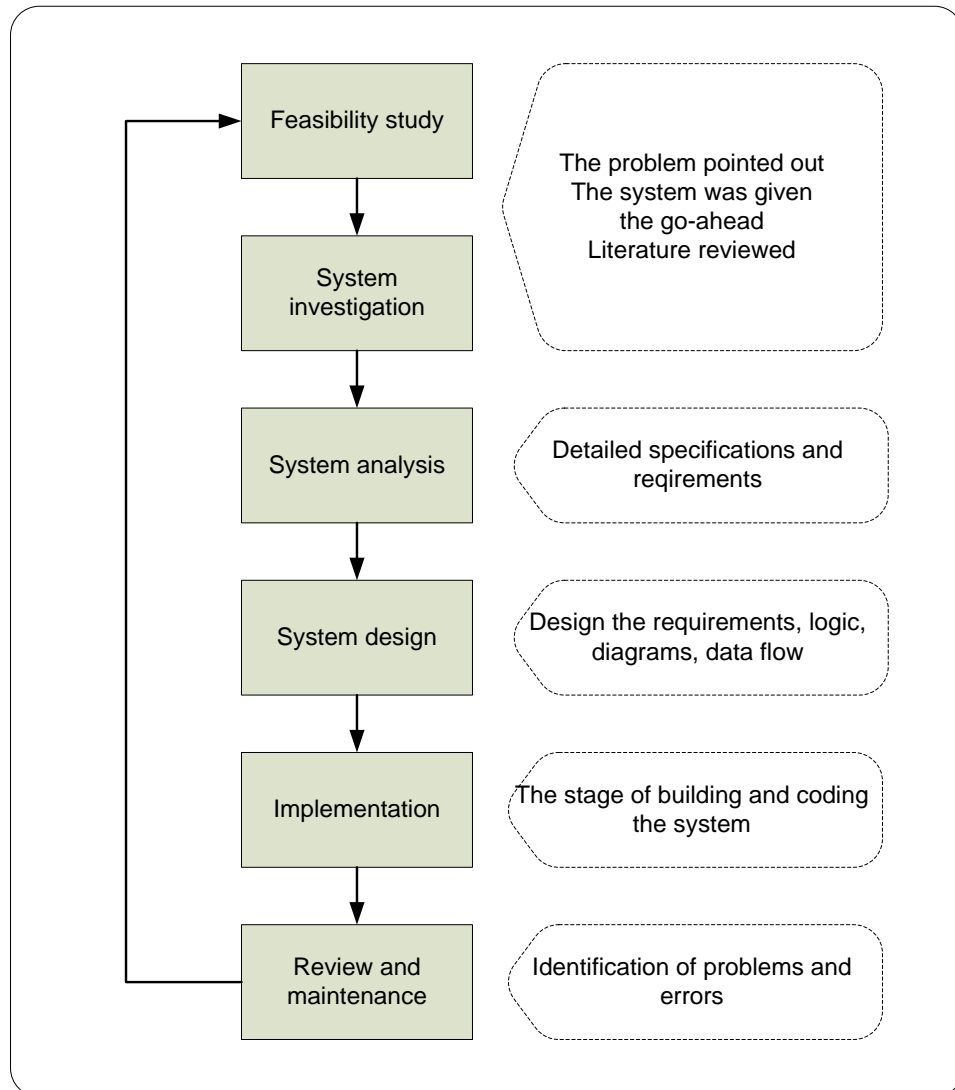 Feasibility study
The problem pointed out
The system was given
the go-ahead
Literature reviewed
System
investigation
System analysis
Detailed specifications and
reqirements
System design
Design the requirements, logic,
diagrams, data flow
Implementation
The stage of building and coding
the system
Review and
maintenance
Identification of problems and
errors